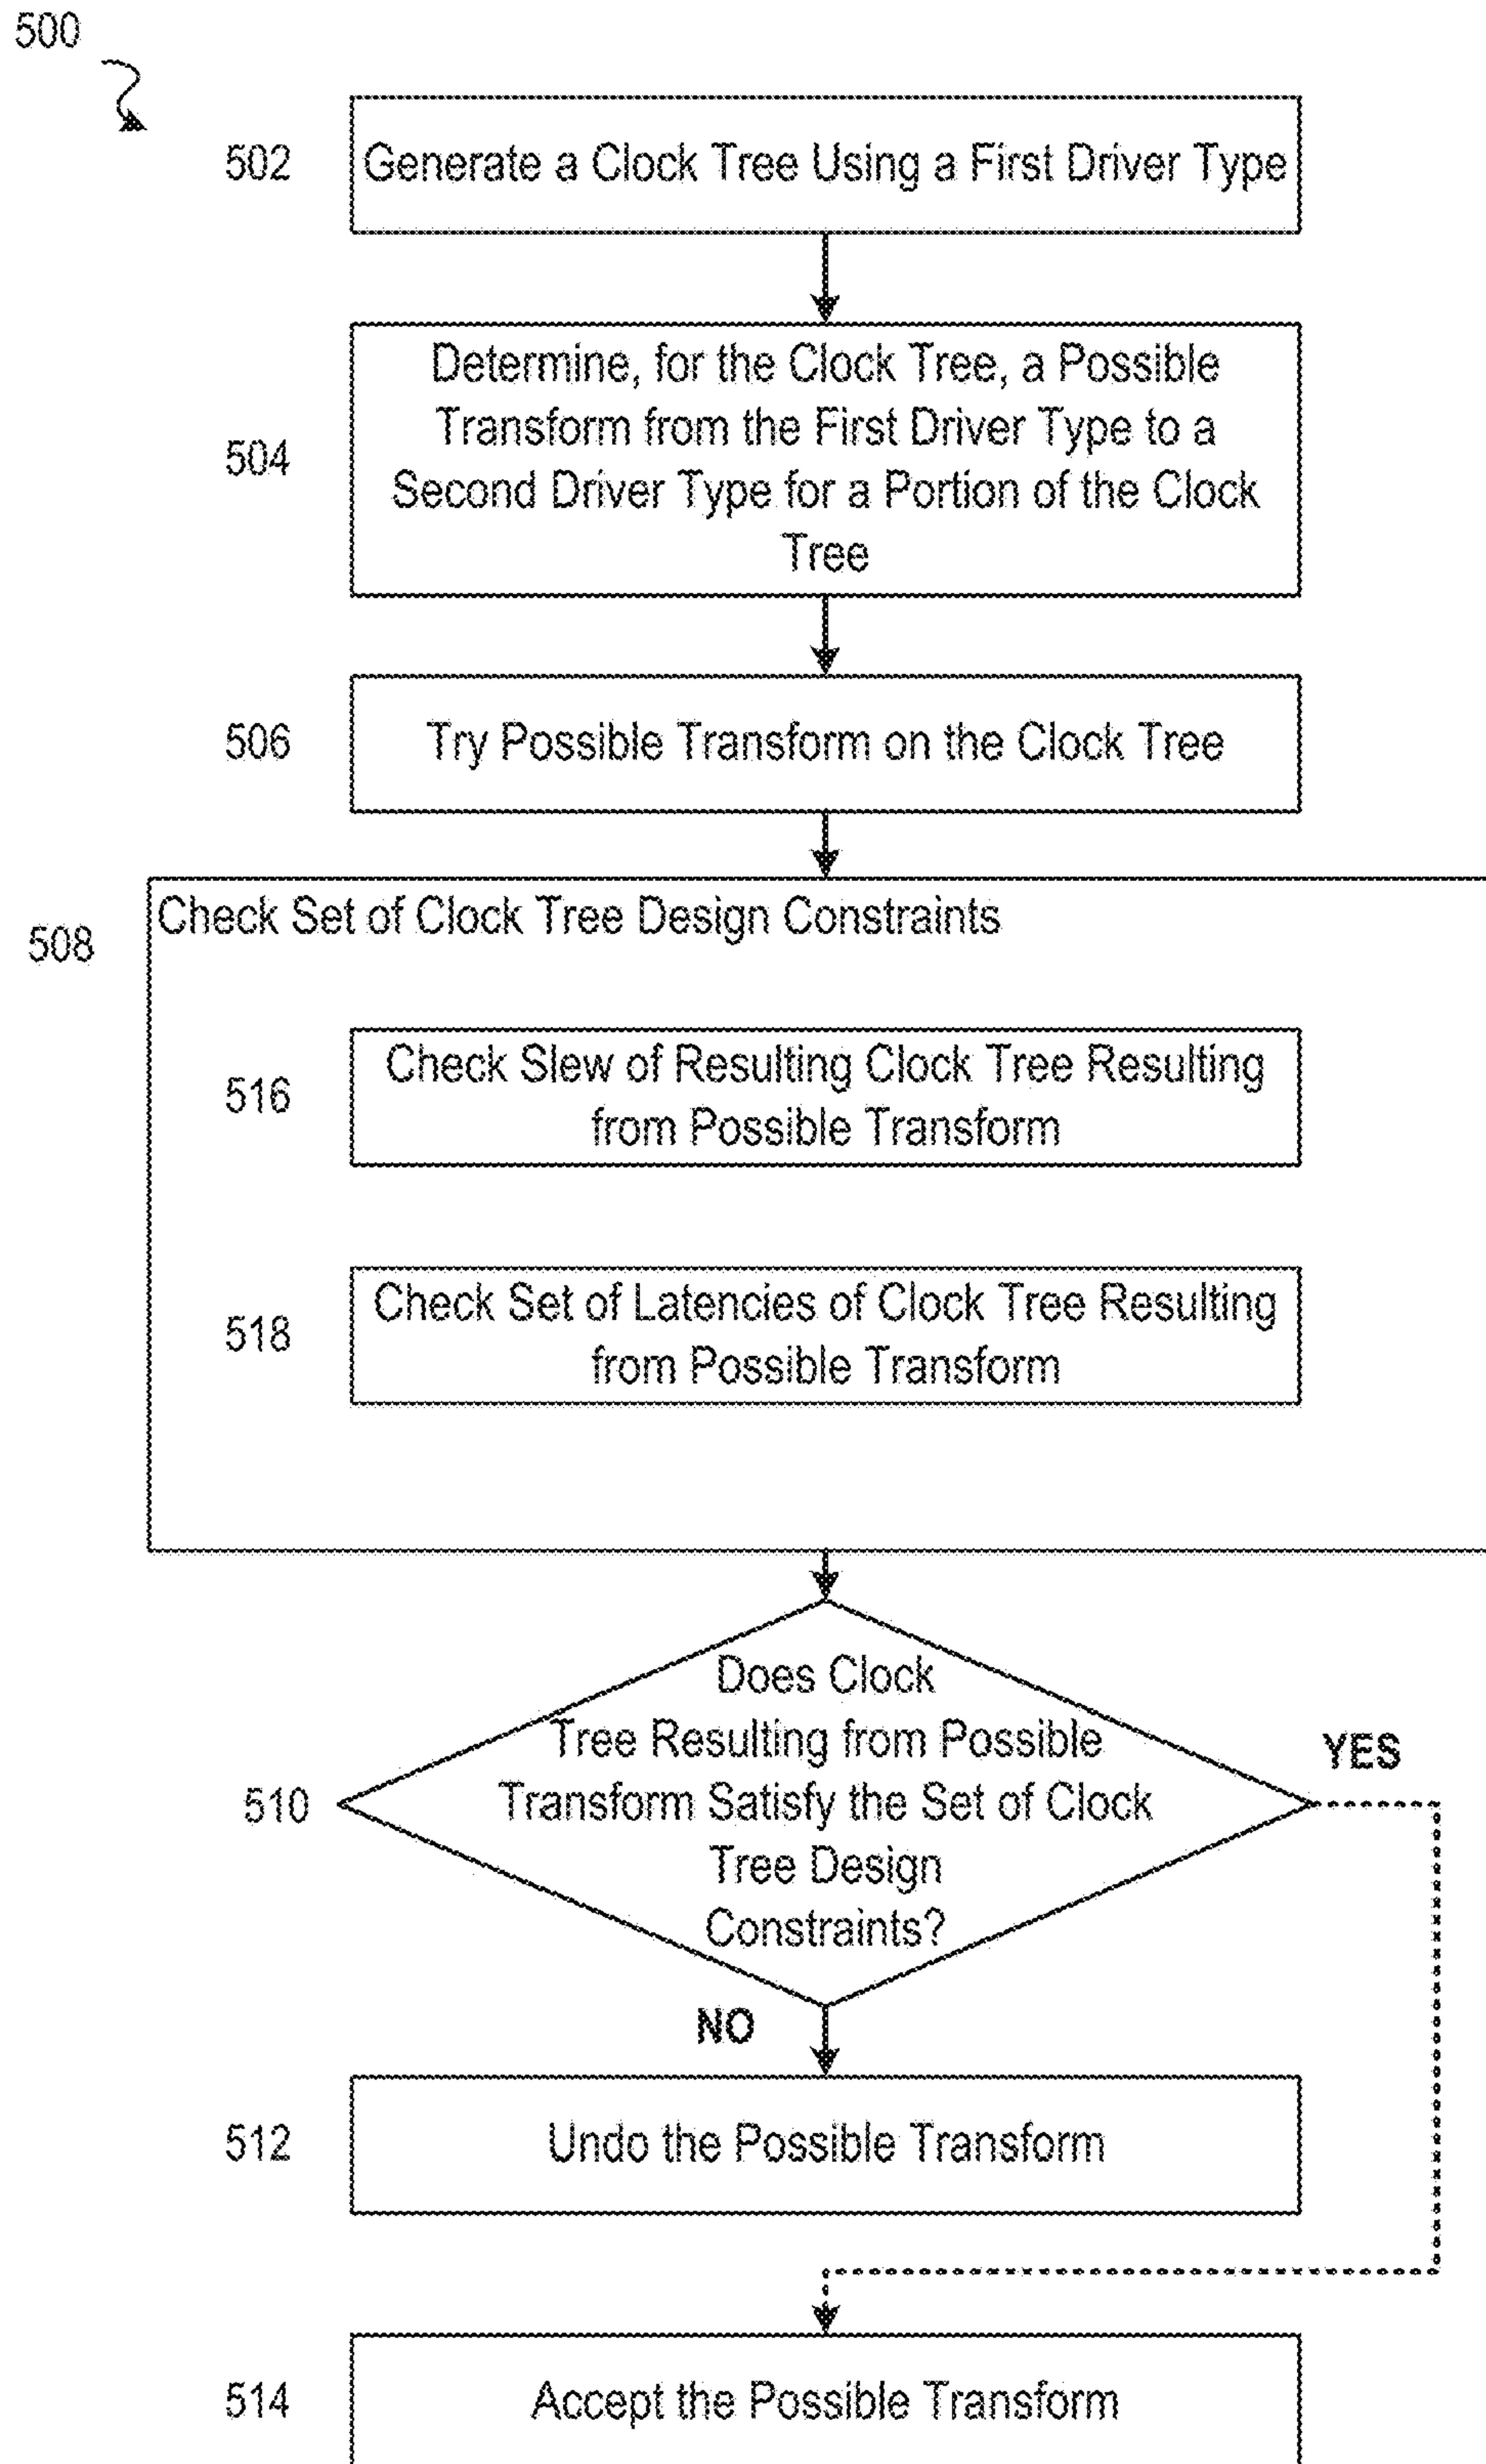 500
502
Generate a Clock Tree Using a First Driver Type
504
Determine, for the Clock Tree, a Possible
Transform from the First Driver Type to a
Second Driver Type for a Portion of the Clock
Tree
506
Try Possible Transform on the Clock Tree
508
Check Set of Clock Tree Design Constraints
516
Check Slew of Resulting Clock Tree Resulting
from Possible Transform
518
Check Set of Latencies of Clock Tree Resulting
from Possible Transform
510
Does Clock
Tree Resulting from Possible
Transform Satisfy the Set of Clock
Tree Design
Constraints?
YES
NO
512
Undo the Possible Transform
514
Accept the Possible Transform